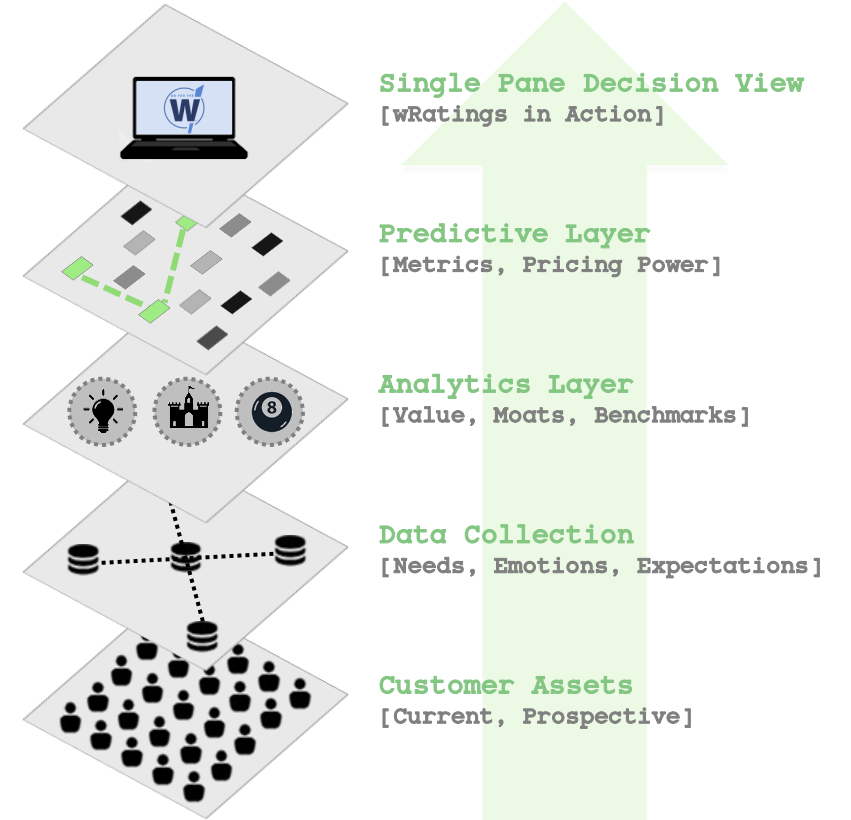 Single Pane Decision View
[wRatings in Action]
W
Predictive Layer
[Metrics, Pricing Power]
Analytics Layer
[Value, Moats, Benchmarks]
8
Data Collection
[Needs, Emotions, Expectations]
Customer Assets
[Current, Prospective]